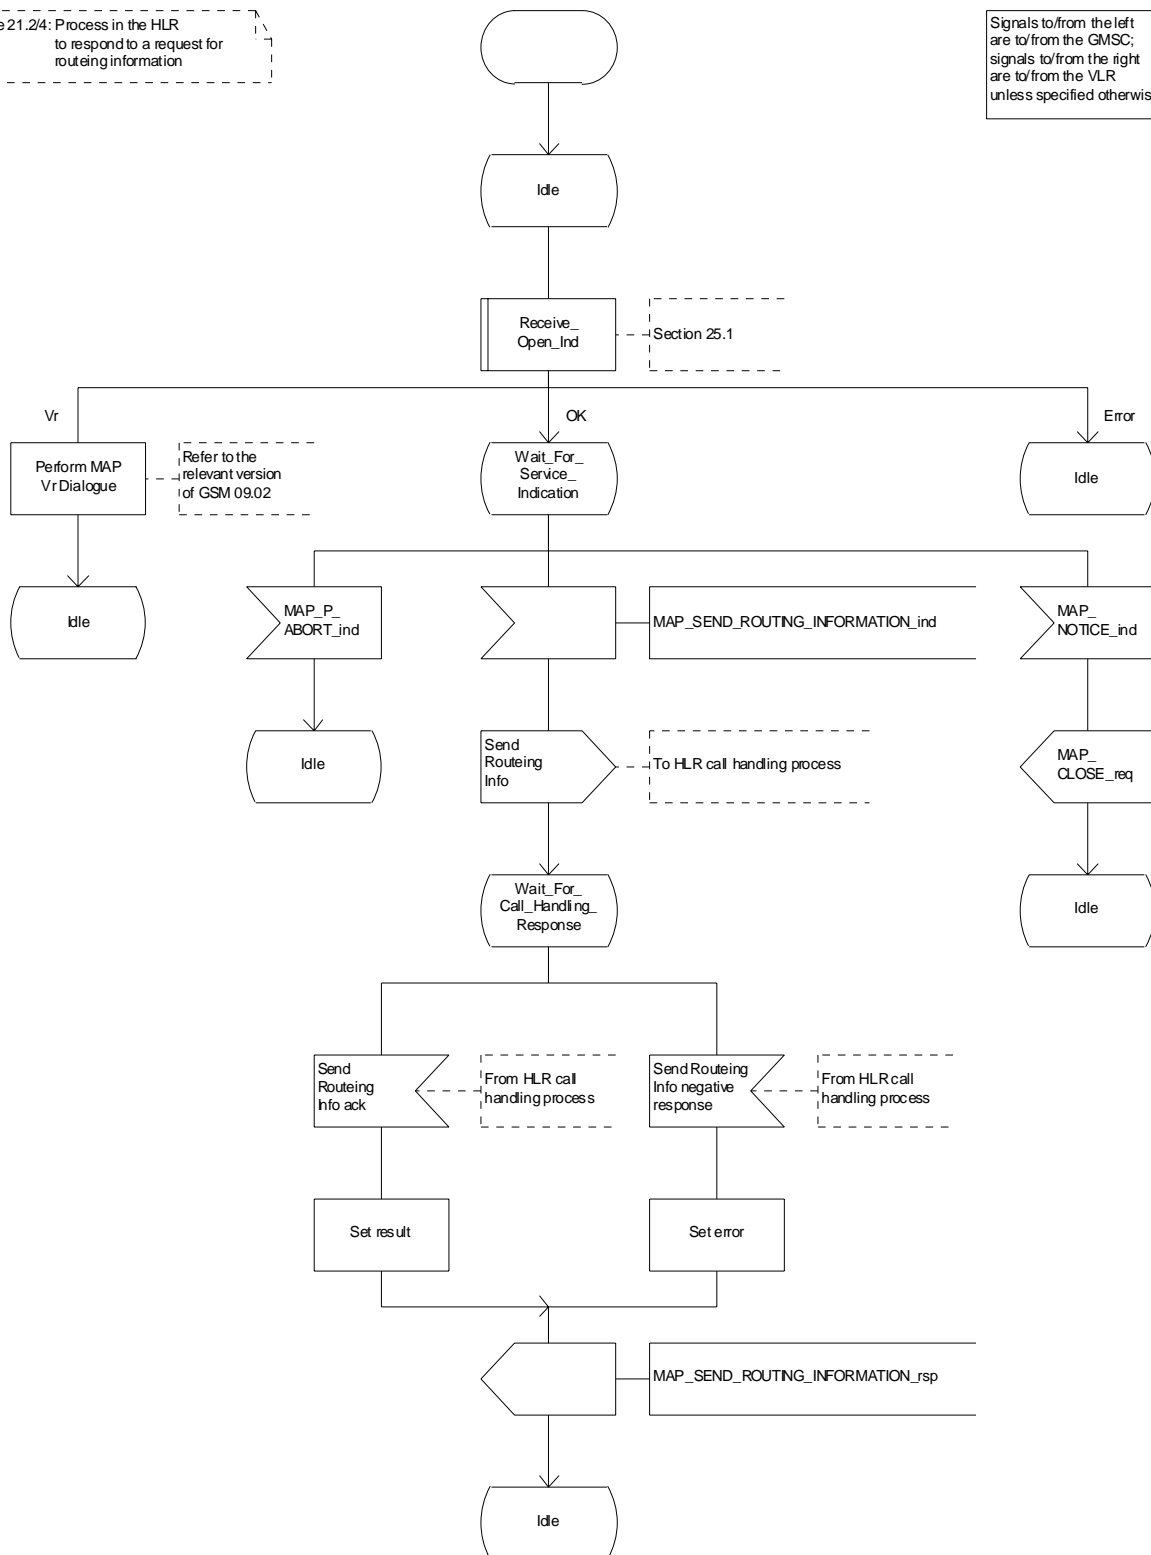 e 21.2/4: Process in the HLR
to respond to a request for
routeing information
Signals to/from the left
are to/from the GMSC;
signals to/from the right
are to/from the VLR
unless specified otherwis
Idle
Receive_
Open_Ind
Section 25.1
Vr
OK
Error
Perform MAP
Vr Dialogue
Refer to the
relevant version
of GSM 09.02
Wait_For_
Service_
Indication
Idle
Idle
MAP_P_
ABORT_ind
MAP_SEND_ROUTING_INFORMATION_ind
MAP_
NOTICE_ind
Idle
Send
Routeing
Info
To HLR call handling process
MAP_
CLOSE_req
Wait_For_
Call_Handling_
Response
Idle
Send
Routeing
Info ack
From HLR call
handling process
Send Routeing
Info negative
response
From HLR call
handling process
Set result
Set error
MAP_SEND_ROUTING_INFORMATION_rsp
Idle